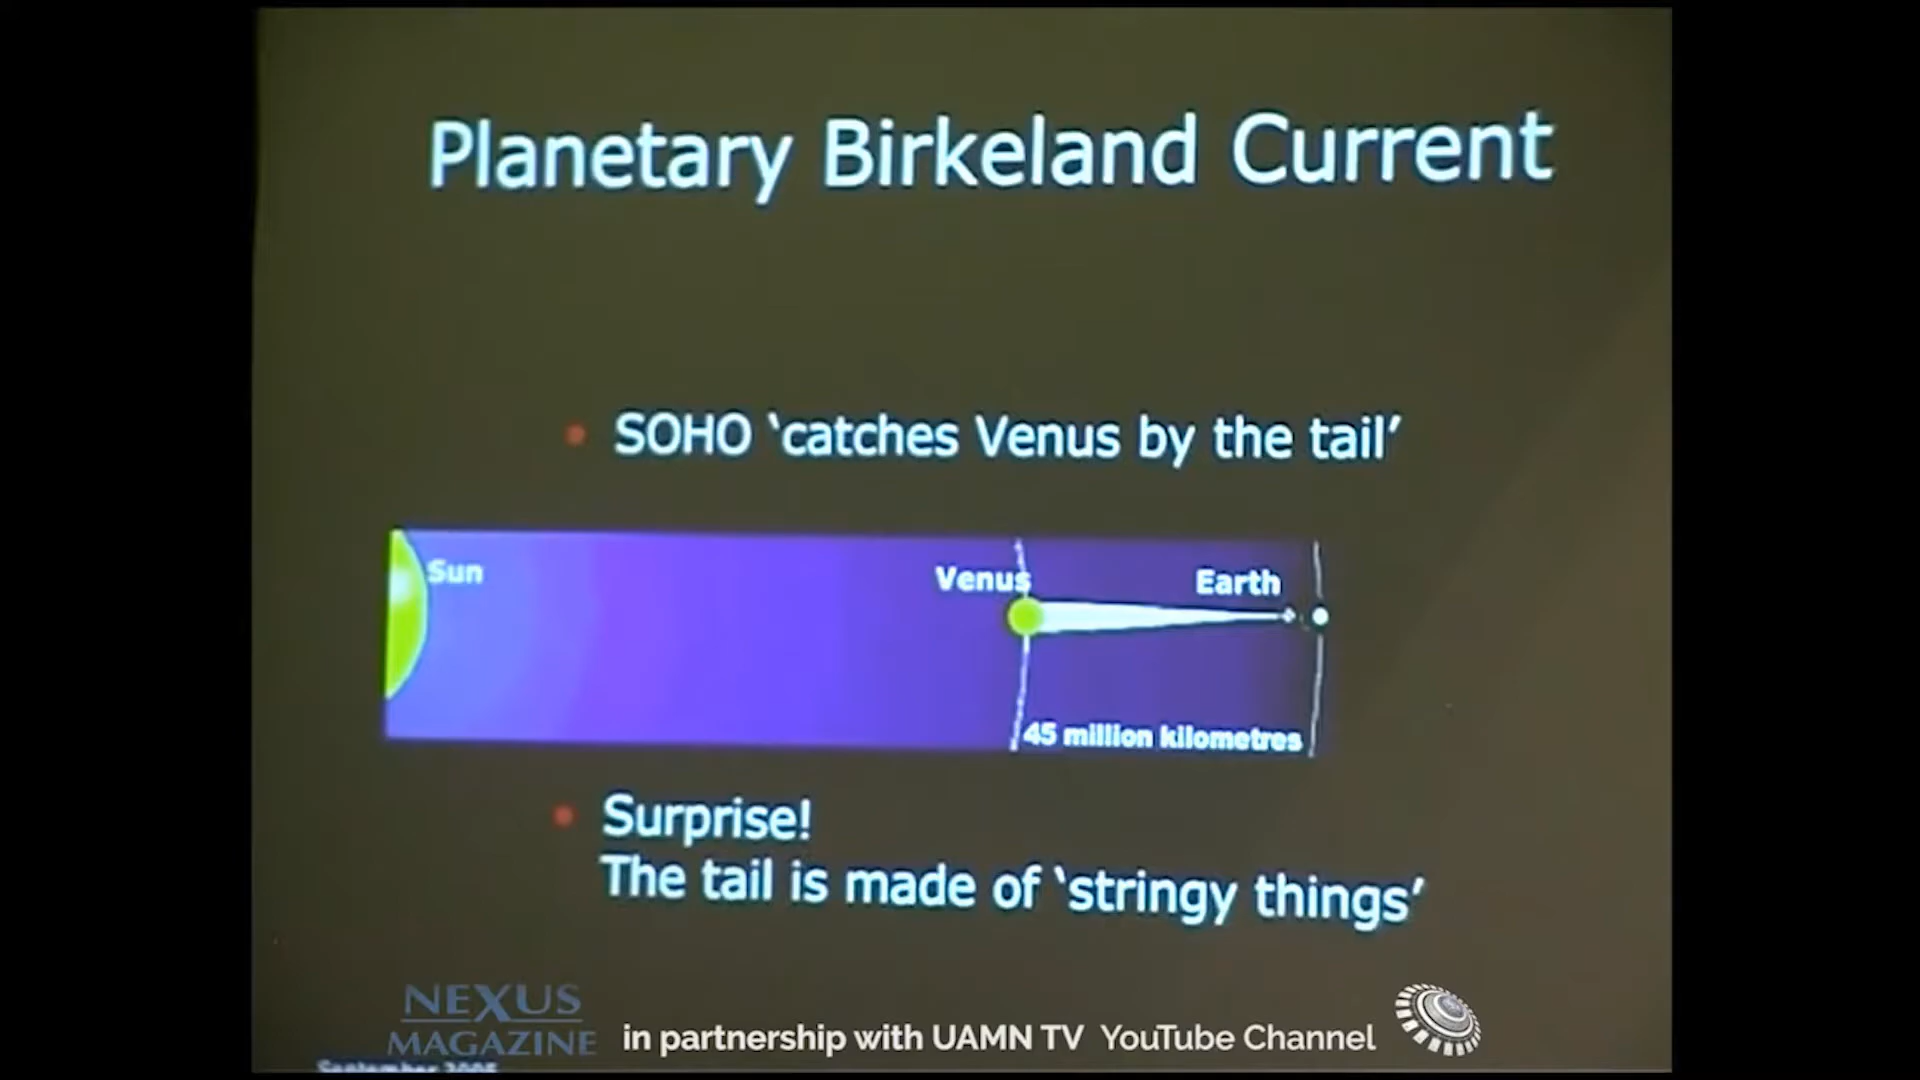 Planetary Birkeland Current
• SOHO ‘catches Venus by the tail’
Sun
Venus
Earth
45 million kilometres
• Surprise!
The tail is made of ‘stringy things’
NEXUS
MAGAZINE
in partnership with UAMN TV YouTube Channel
September